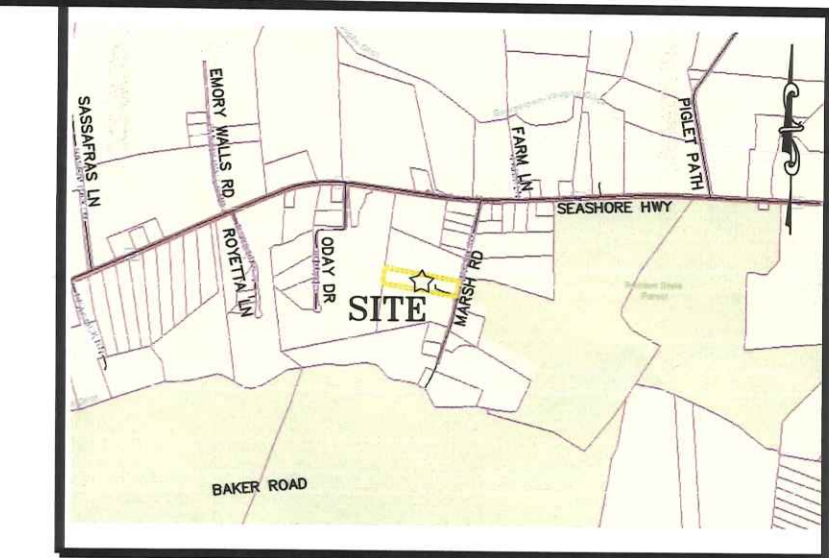 SASSAFRAS LN
EMORY WALLS RD
FARM LN
PIGLET PATH
SEASHORE HWY
ROYETTA LN
ODAY DR
MARSH RD
SITE
BAKER ROAD